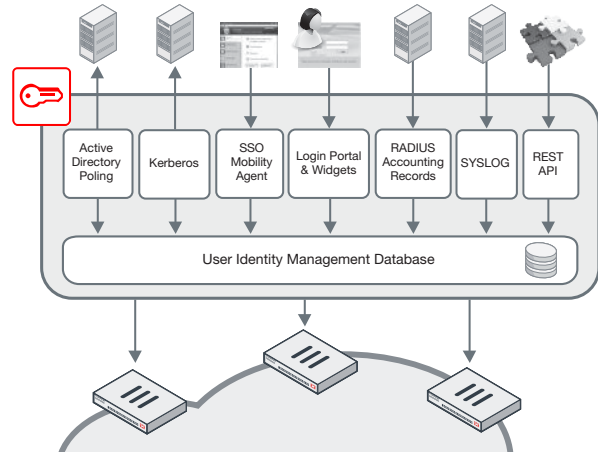 Active
Directory
Poling
Kerberos
SSO
Mobility
Agent
Login Portal
& Widgets
RADIUS
Accounting
Records
SYSLOG
REST
API
User Identity Management Database